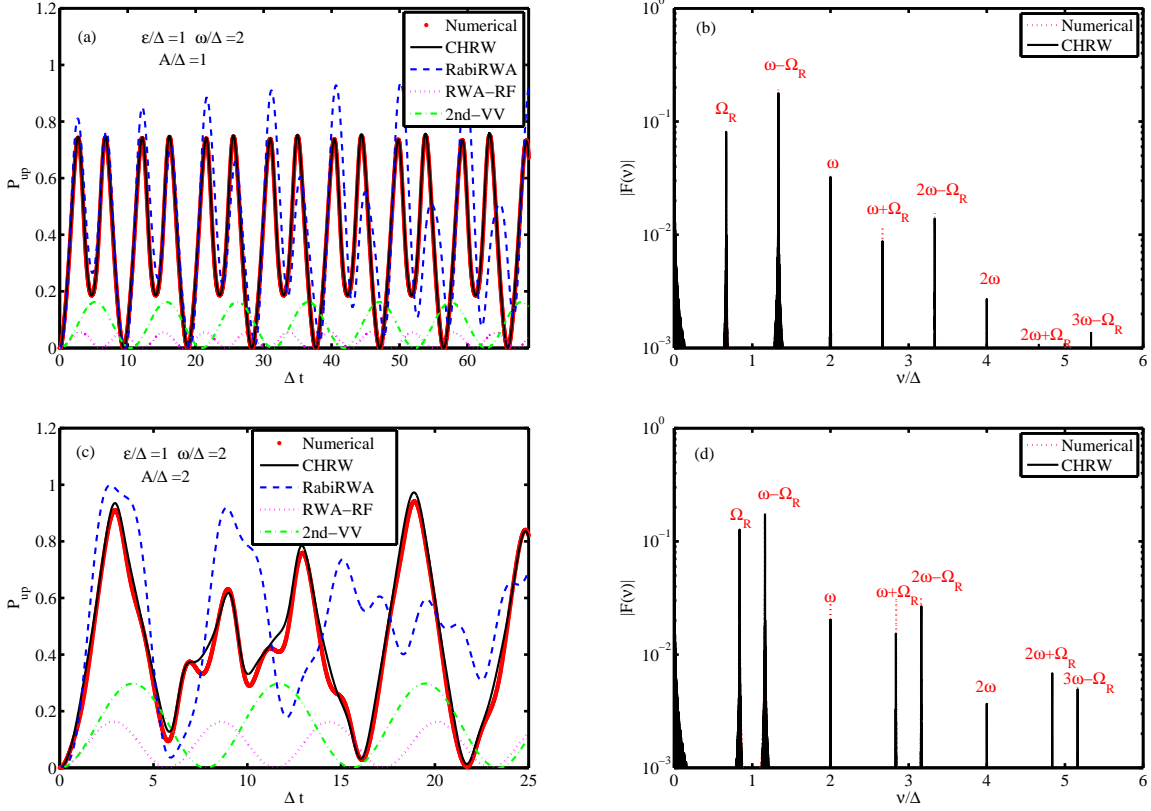 (a)
ε/Δ =1 ω/Δ =2
A/Δ =1
Numerical
CHRW
RabiRWA
RWA−RF
2nd−VV
P_up
1.2
1
0.8
0.6
0.4
0.2
0
0 10 20 30 40 50 60
Δ t
(b)
Numerical
CHRW
|F(ν)|
10^0
10^−1
10^−2
10^−3
Ω_R
ω−Ω_R
ω
ω+Ω_R
2ω−Ω_R
2ω
2ω+Ω_R
3ω−Ω_R
0 1 2 3 4 5 6
ν/Δ
(c)
ε/Δ =1 ω/Δ =2
A/Δ =2
Numerical
CHRW
RabiRWA
RWA−RF
2nd−VV
P_up
1.2
1
0.8
0.6
0.4
0.2
0
0 5 10 15 20 25
Δ t
(d)
Numerical
CHRW
|F(ν)|
10^0
10^−1
10^−2
10^−3
Ω_R
ω−Ω_R
ω
ω+Ω_R
2ω−Ω_R
2ω
2ω+Ω_R
3ω−Ω_R
0 1 2 3 4 5 6
ν/Δ